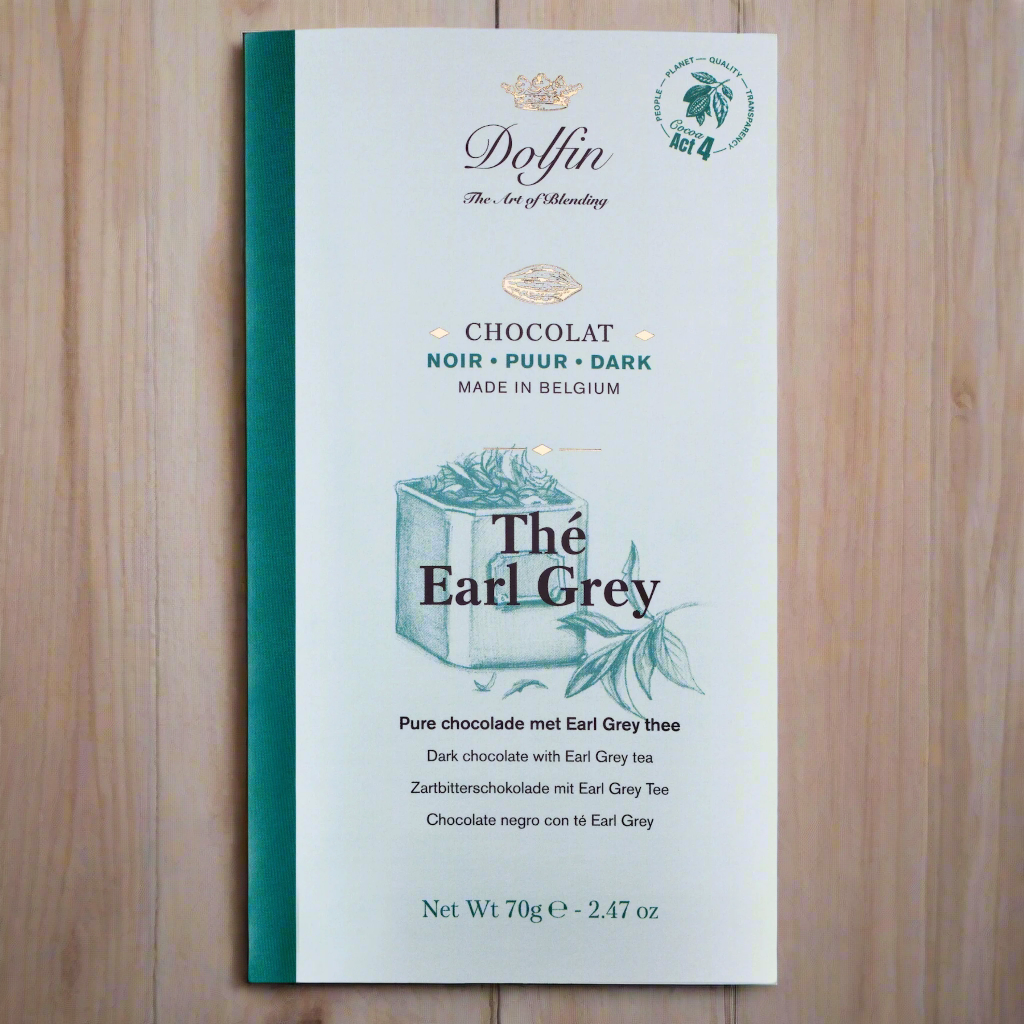 Dolfin
The Art of Blending
PEOPLE — PLANET — QUALITY — TRANSPARENCY —
Cocoa
Act 4
CHOCOLAT
NOIR • PUUR • DARK
MADE IN BELGIUM
Thé
Earl Grey
Pure chocolade met Earl Grey thee
Dark chocolate with Earl Grey tea
Zartbitterschokolade mit Earl Grey Tee
Chocolate negro con té Earl Grey
Net Wt 70g ℮ - 2.47 oz